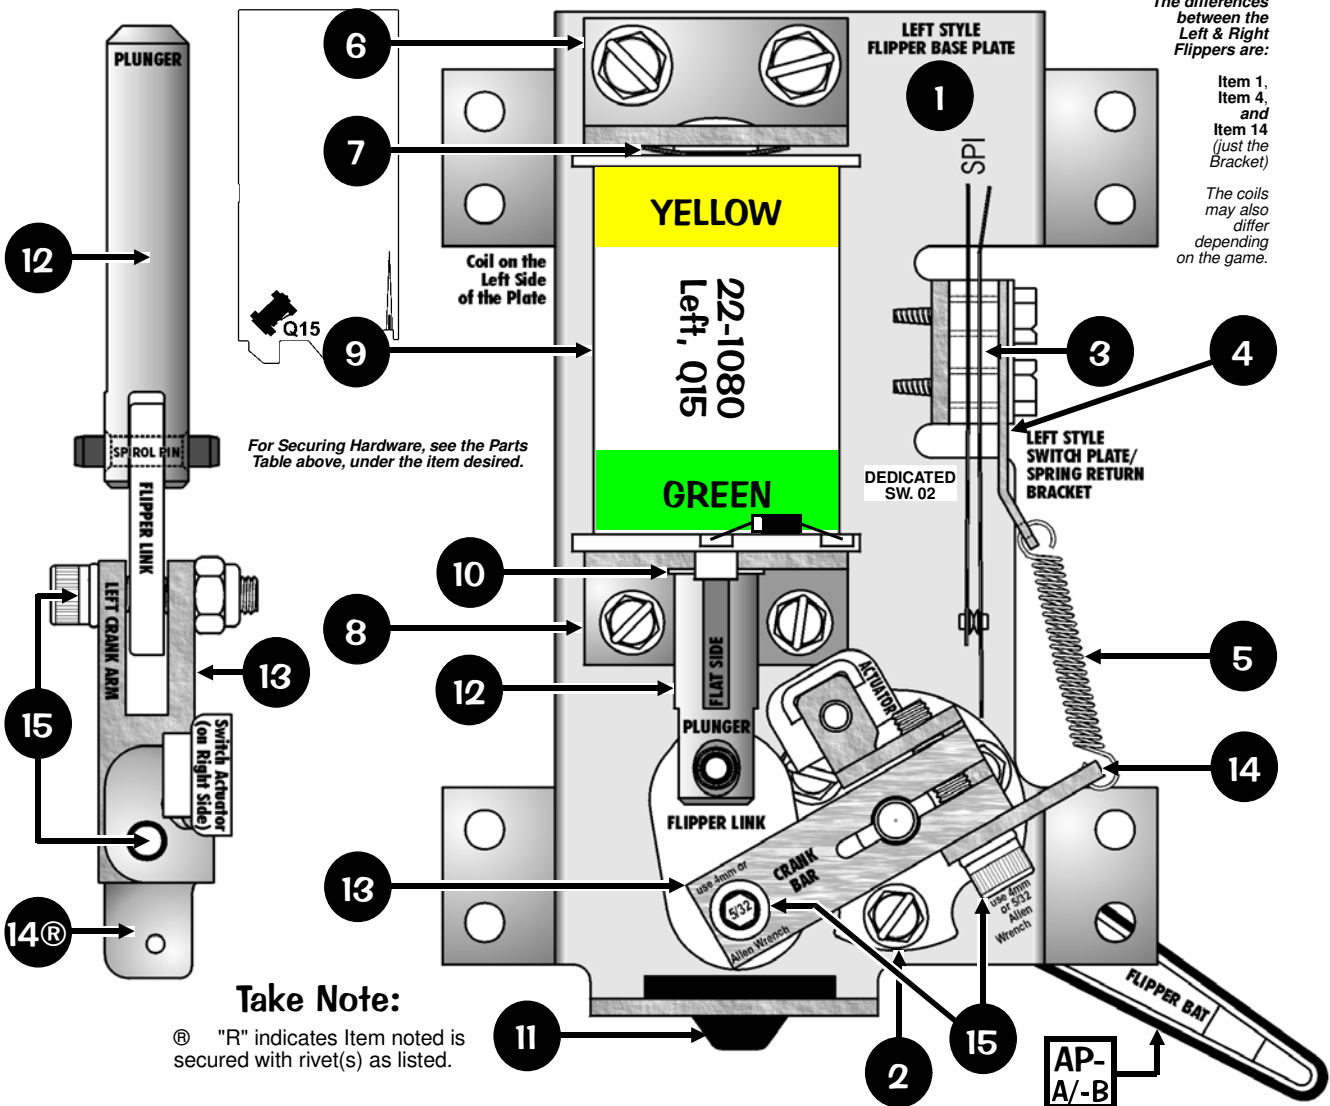 PLUNGER
12
Q15
6
7
9
LEFT STYLE
FLIPPER BASE PLATE
1
The differences
between the
Left & Right
Flippers are:
Item 1,
Item 4,
and
Item 14
(just the
Bracket)
The coils
may also
differ
depending
on the game.
SPI
YELLOW
Coil on the
Left Side
of the Plate
22-1080
Left, Q15
GREEN
3
4
LEFT STYLE
SWITCH PLATE/
SPRING RETURN
BRACKET
DEDICATED
SW. 02
For Securing Hardware, see the Parts
Table above, under the item desired.
SPIROL PIN
FLIPPER LINK
LEFT CRANK ARM
13
15
Switch Actuator
(on Right Side)
14®
10
8
12
FLAT SIDE
PLUNGER
ACTUATOR
5
14
FLIPPER LINK
CRANK
BAR
use 4mm or
5/32
Allen Wrench
13
use 4mm
or 5/32
Allen
Wrench
11
2
15
FLIPPER BAT
AP-
A/-B
Take Note:
® "R" indicates Item noted is
secured with rivet(s) as listed.